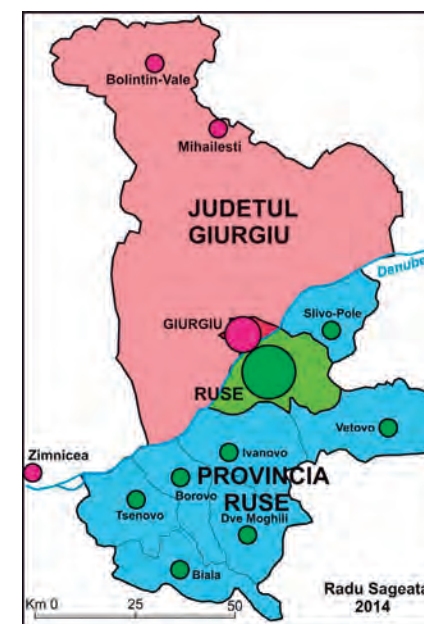 Bolintin-Vale
Mihailesti
JUDETUL
GIURGIU
Danube
Slivo-Pole
GIURGIU
RUSE
Vetovo
Zimnicea
Ivanovo
PROVINCIA
Borovo
RUSE
Tsenovo
Dve Moghili
Biala
Radu Sageata
2014
Km 0 25 50